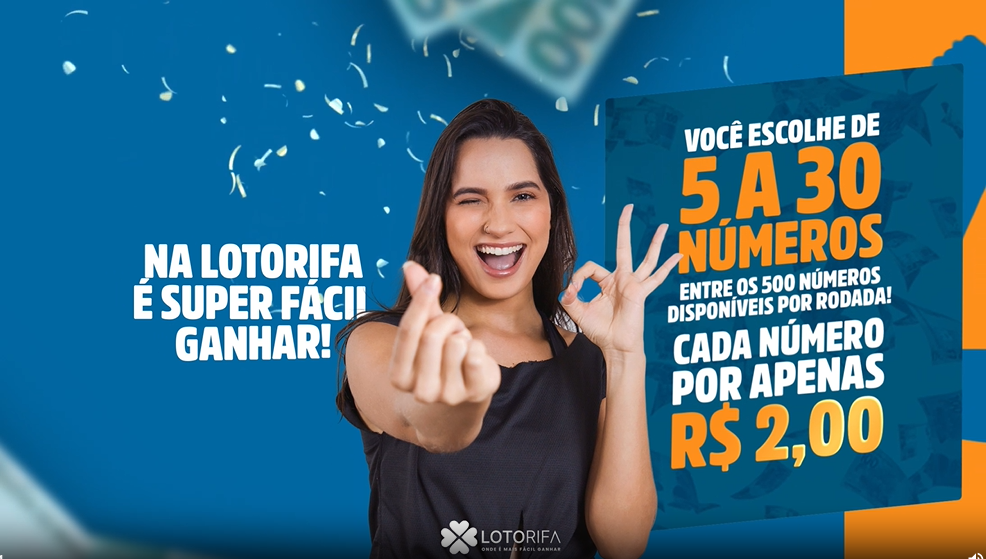 NA LOTORIFA
É SUPER FÁCIL
GANHAR!
VOCÊ ESCOLHE DE
5 A 30
NÚMEROS
ENTRE OS 500 NÚMEROS
DISPONÍVEIS POR RODADA!
CADA NÚMERO
POR APENAS
R$ 2,00
LOTORIFA
ONDE É MAIS FÁCIL GANHAR